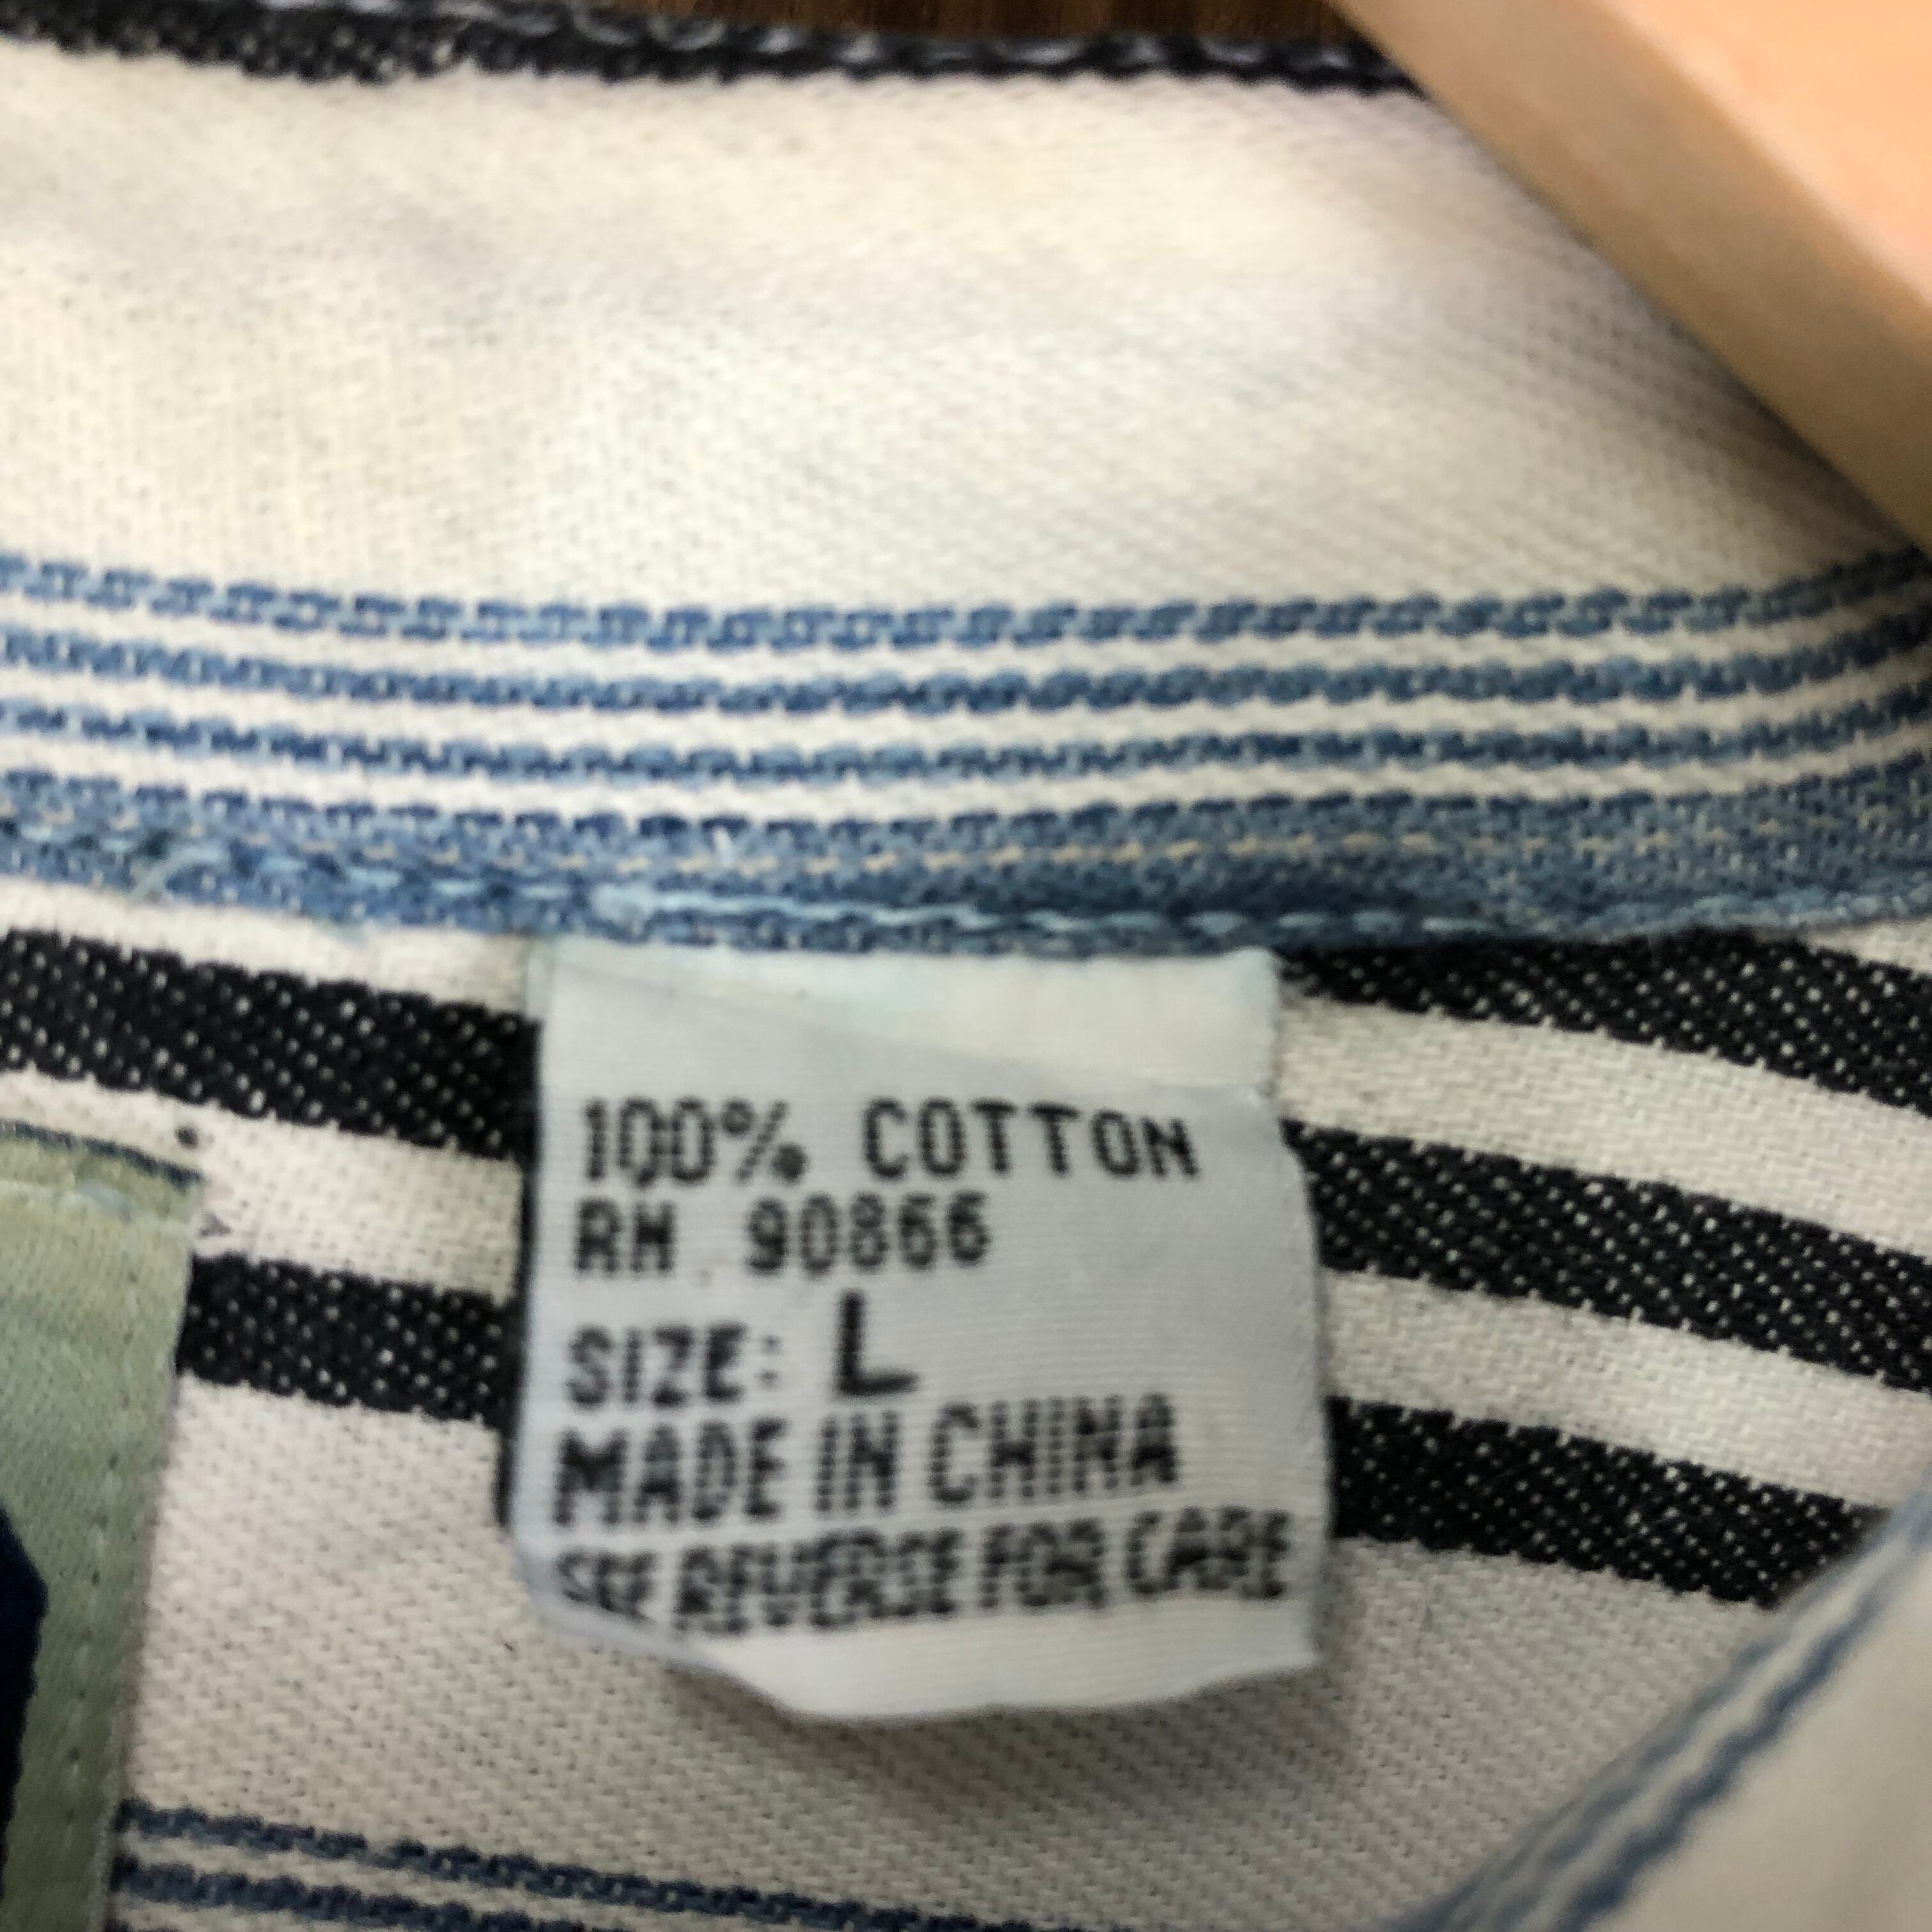 100% COTTON
RN 90866
SIZE: L
MADE IN CHINA
SEE REVERSE FOR CARE